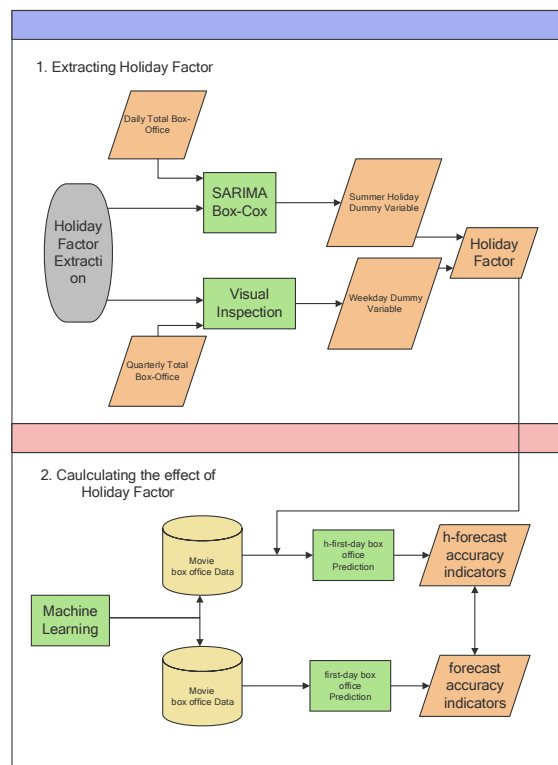 1. Extracting Holiday Factor
Daily Total Box-
Office
SARIMA
Box-Cox
Summer Holiday
Dummy Variable
Holiday
Factor
Extracti
on
Holiday
Factor
Visual
Inspection
Weekday Dummy
Variable
Quarterly Total
Box-Office
2. Caulculating the effect of
Holiday Factor
Movie
box office Data
h-first-day box
office
Prediction
h-forecast
accuracy
indicators
Machine
Learning
Movie
box office Data
first-day box
office
Prediction
forecast
accuracy
indicators